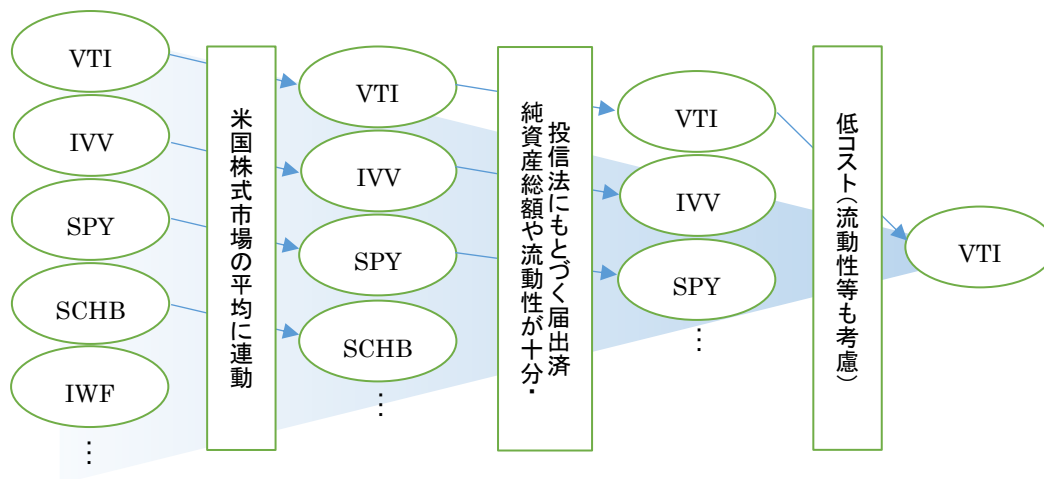 VTI
IVV
SPY
SCHB
IWF
⋮
米国株式市場の平均に連動
VTI
IVV
SPY
SCHB
⋮
純資産総額や流動性が十分・
投信法にもとづく届出済
VTI
IVV
SPY
⋮
低コスト(流動性等も考慮)
VTI